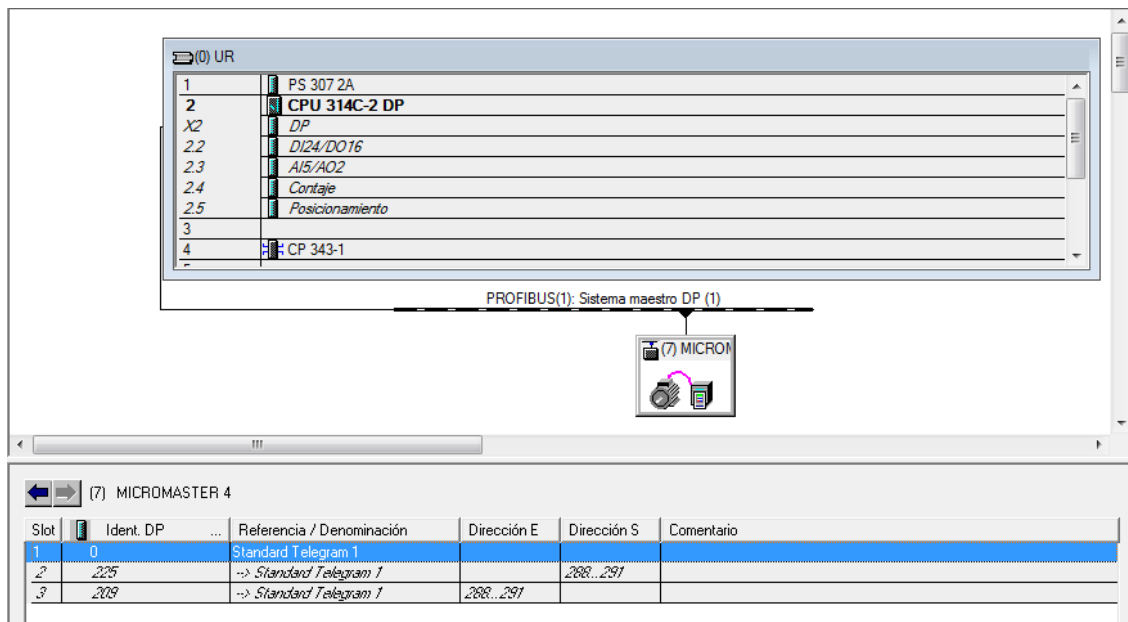 (0) UR
1 PS 307 2A
2 CPU 314C-2 DP
X2 DP
2.2 DI24/DO16
2.3 AI5/AO2
2.4 Contaje
2.5 Posicionamiento
3
4 CP 343-1
PROFIBUS(1): Sistema maestro DP (1)
(7) MICROM
(7) MICROMASTER 4
Slot Ident. DP ... Referencia / Denominación Dirección E Dirección S Comentario
1 0 Standard Telegram 1
2 225 --> Standard Telegram 1 288...291
3 209 --> Standard Telegram 1 288...291